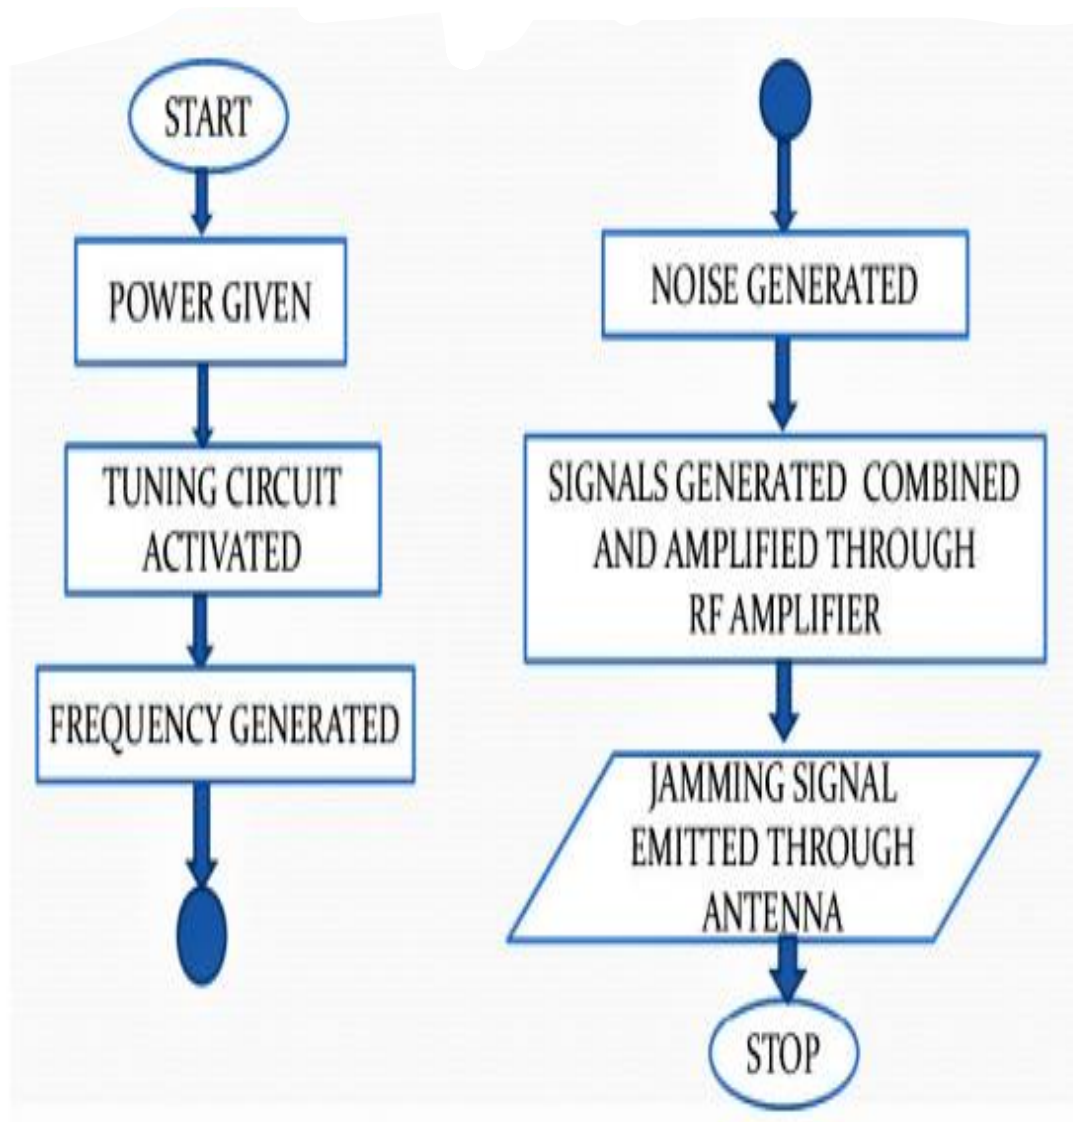 START
POWER GIVEN
TUNING CIRCUIT
ACTIVATED
FREQUENCY GENERATED
NOISE GENERATED
SIGNALS GENERATED COMBINED
AND AMPLIFIED THROUGH
RF AMPLIFIER
JAMMING SIGNAL
EMITTED THROUGH
ANTENNA
STOP